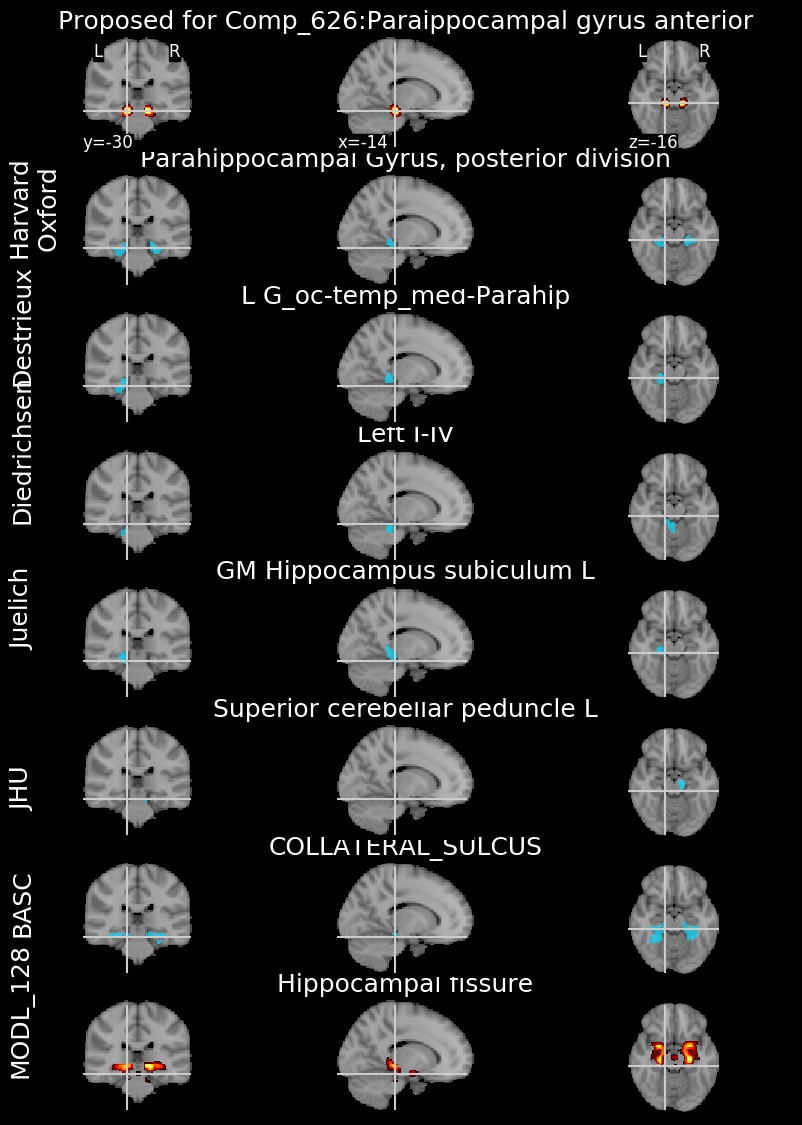 Proposed for Comp_626:Paraippocampal gyrus anterior
L R L R
y=-30 x=-14 z=-16
Harvard Oxford
Parahippocampal Gyrus, posterior division
Destrieux
L G_oc-temp_med-Parahip
Diedrichsen
Left I-IV
Juelich
GM Hippocampus subiculum L
JHU
Superior cerebellar peduncle L
BASC
COLLATERAL_SULCUS
MODL_128
Hippocampal fissure